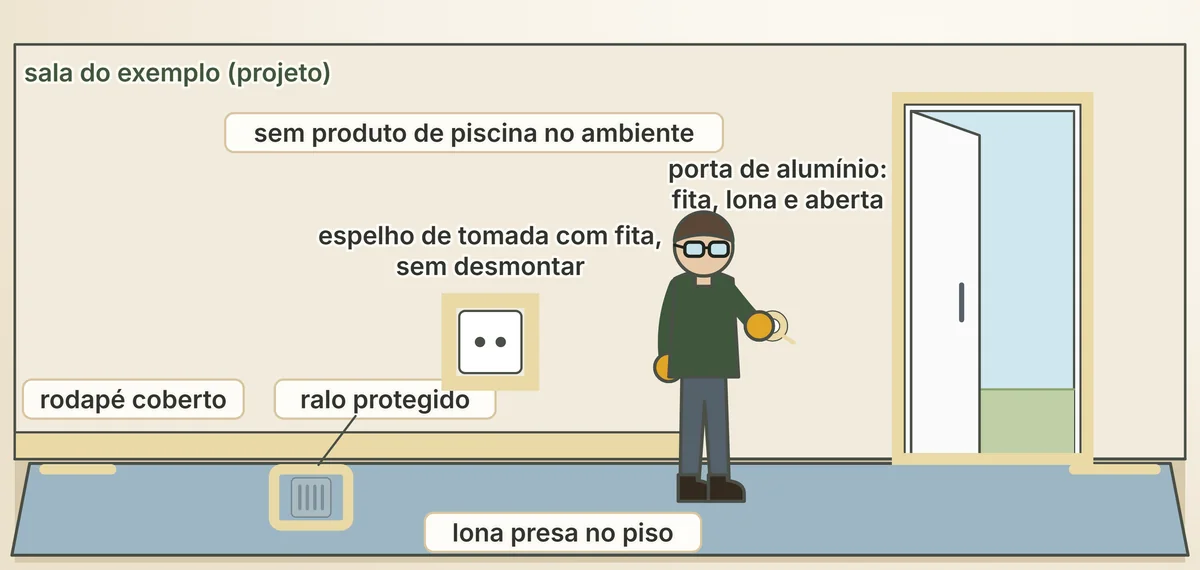 sala do exemplo (projeto)
sem produto de piscina no ambiente
porta de alumínio:
fita, lona e aberta
espelho de tomada com fita,
sem desmontar
rodapé coberto
ralo protegido
lona presa no piso